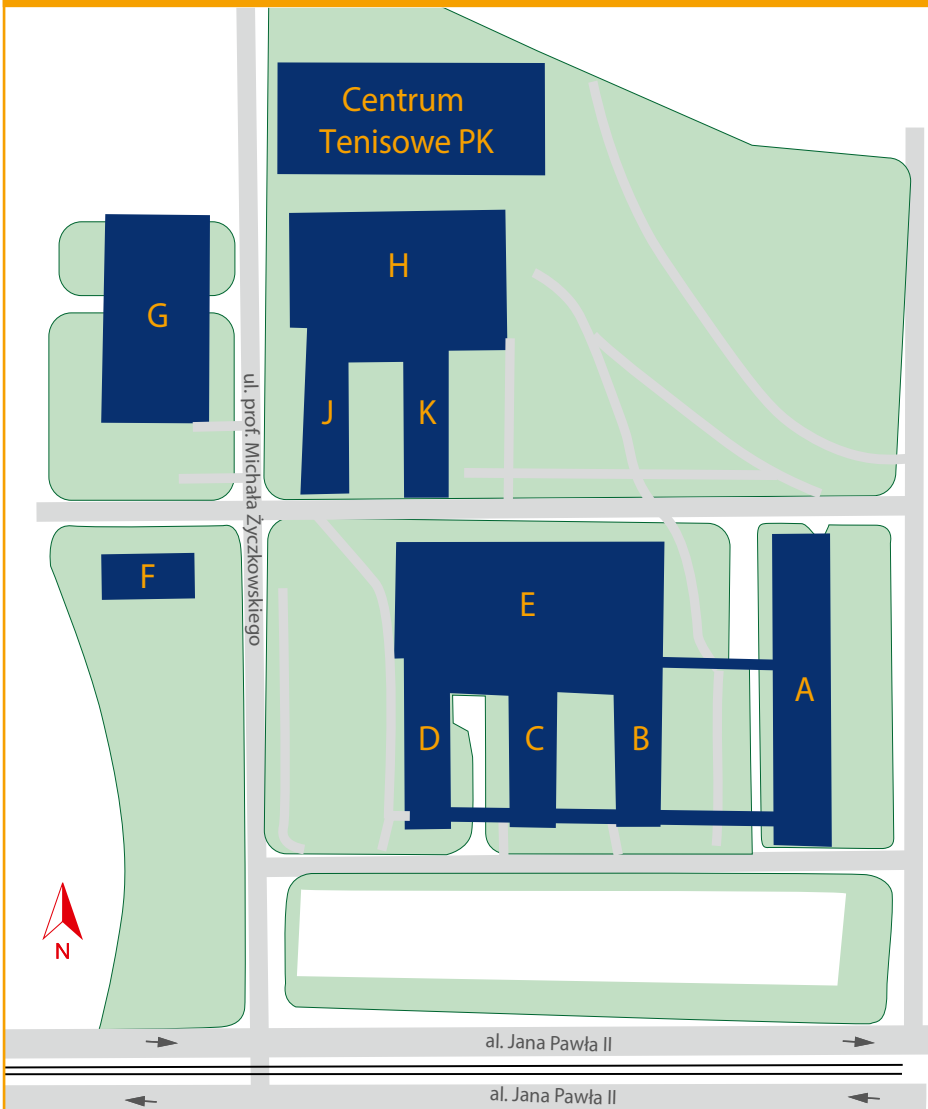 Centrum
Tenisowe PK
H
G
J
K
ul. prof. Michała Życzkowskiego
F
E
A
D
C
B
N
al. Jana Pawła II
al. Jana Pawła II